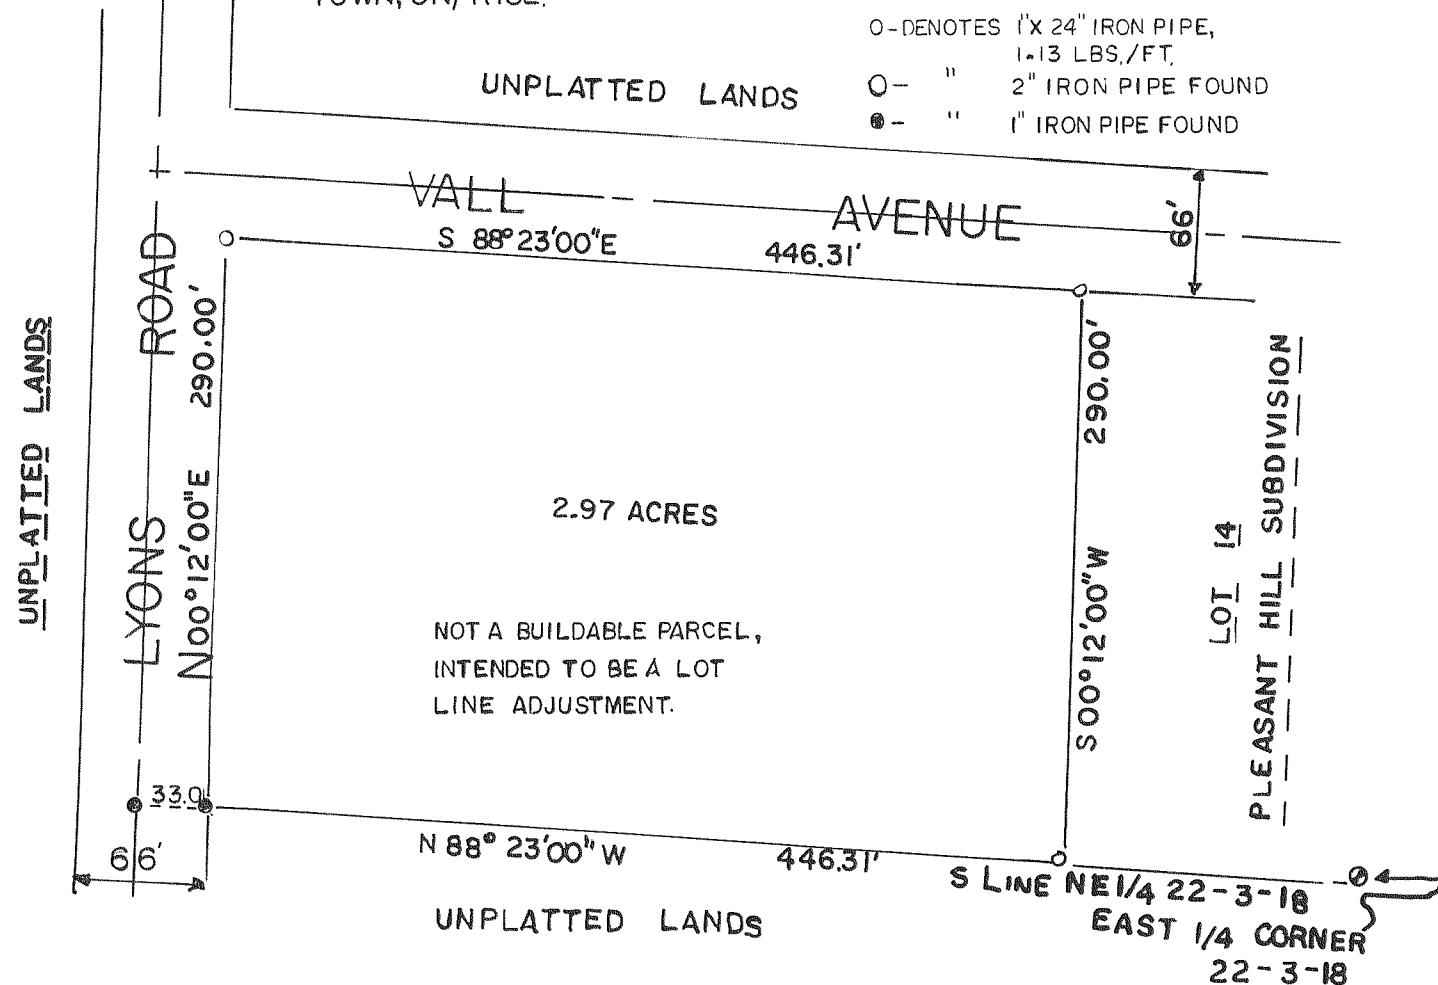 O-DENOTES 1"X 24" IRON PIPE,
1.13 LBS./FT.
O- " 2" IRON PIPE FOUND
●- " 1" IRON PIPE FOUND
UNPLATTED LANDS
VALL AVENUE
66'
S 88°23'00"E 446.31'
LYONS ROAD
N00°12'00"E 290.00'
UNPLATTED LANDS
290.00'
S 00°12'00"W
LOT 14
PLEASANT HILL SUBDIVISION
2.97 ACRES
NOT A BUILDABLE PARCEL,
INTENDED TO BE A LOT
LINE ADJUSTMENT.
33.0
66'
N 88° 23'00" W 446.31'
S LINE NE1/4 22-3-18
EAST 1/4 CORNER
22-3-18
UNPLATTED LANDS